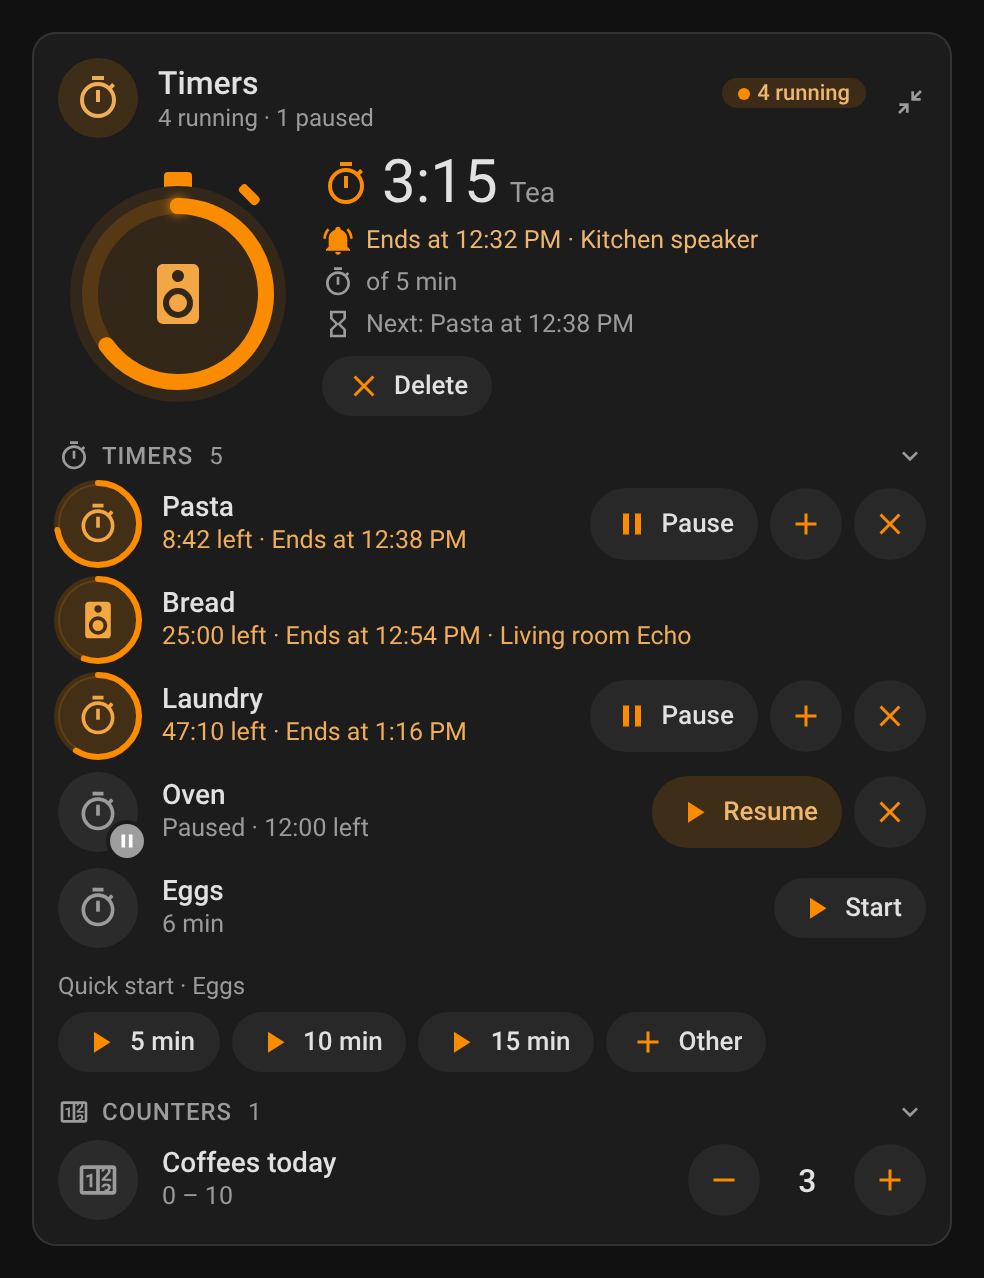 Timers
4 running · 1 paused
4 running
3:15 Tea
Ends at 12:32 PM · Kitchen speaker
of 5 min
Next: Pasta at 12:38 PM
Delete
TIMERS 5
Pasta
8:42 left · Ends at 12:38 PM
Pause
Bread
25:00 left · Ends at 12:54 PM · Living room Echo
Laundry
47:10 left · Ends at 1:16 PM
Pause
Oven
Paused · 12:00 left
Resume
Eggs
6 min
Start
Quick start · Eggs
5 min 10 min 15 min Other
COUNTERS 1
Coffees today
0 – 10
3